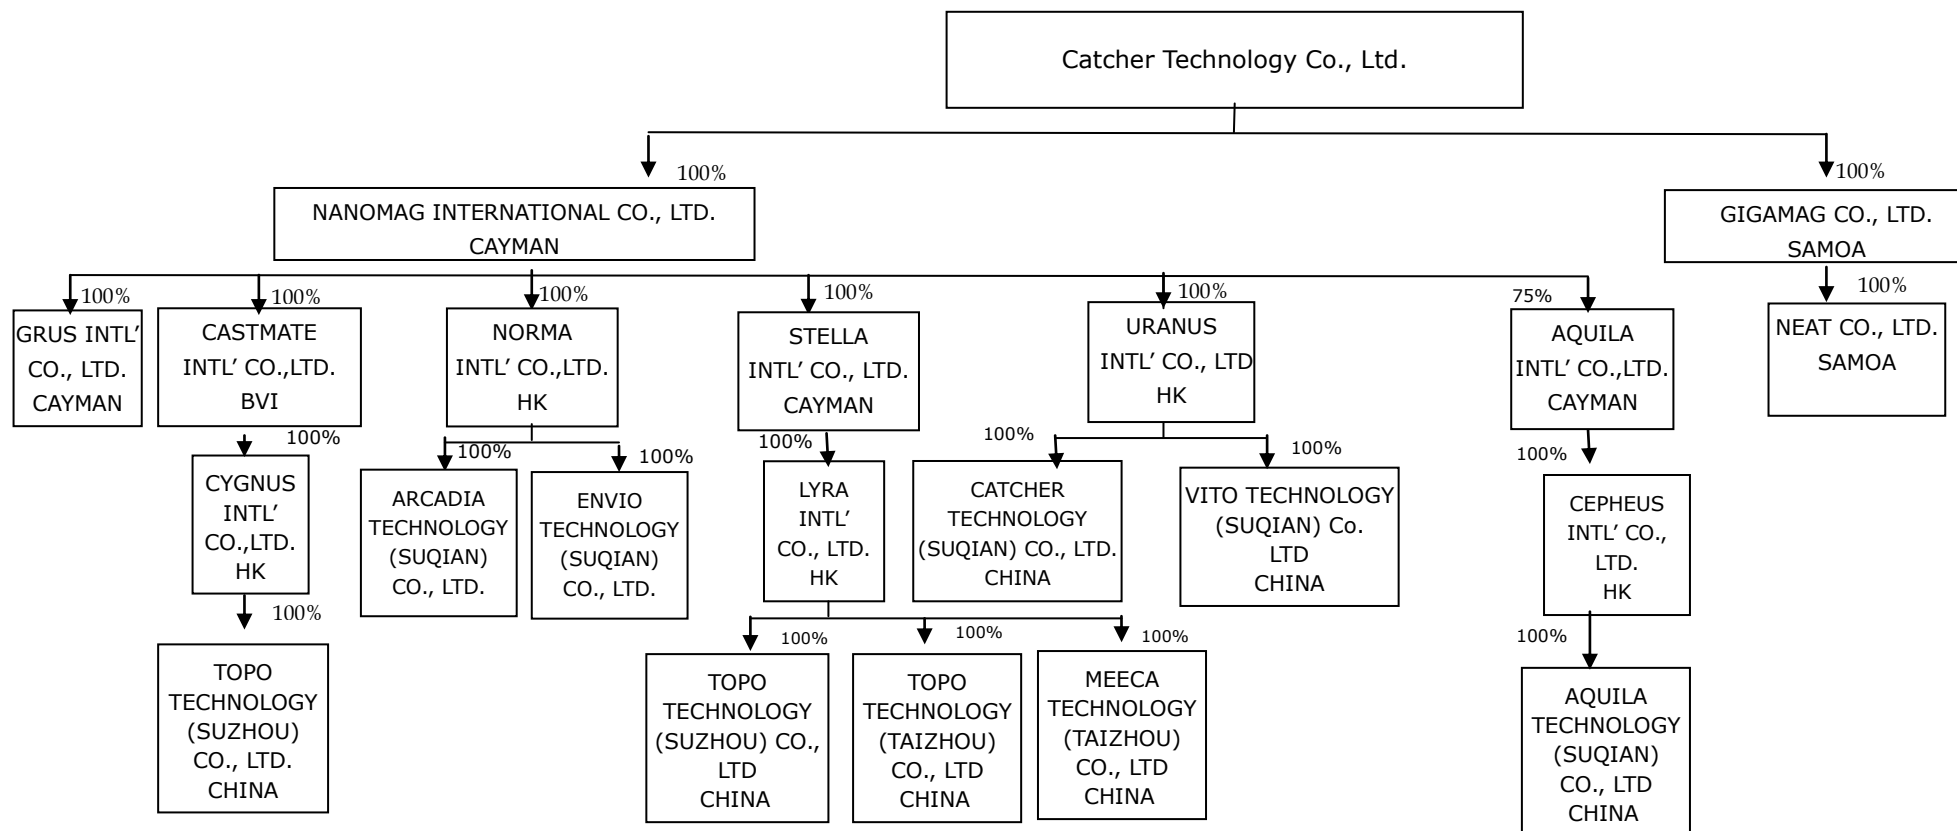 Catcher Technology Co., Ltd.
100%
100%
NANOMAG INTERNATIONAL CO., LTD.
CAYMAN
GIGAMAG CO., LTD.
SAMOA
100%
GRUS INTL’
CO., LTD.
CAYMAN
100%
CASTMATE
INTL’ CO.,LTD.
BVI
100%
NORMA
INTL’ CO.,LTD.
HK
100%
STELLA
INTL’ CO., LTD.
CAYMAN
100%
URANUS
INTL’ CO., LTD
HK
75%
AQUILA
INTL’ CO.,LTD.
CAYMAN
100%
NEAT CO., LTD.
SAMOA
100%
CYGNUS
INTL’
CO.,LTD.
HK
100%
ARCADIA
TECHNOLOGY
(SUQIAN)
CO., LTD.
100%
ENVIO
TECHNOLOGY
(SUQIAN)
CO., LTD.
100%
LYRA
INTL’
CO., LTD.
HK
100%
CATCHER
TECHNOLOGY
(SUQIAN) CO., LTD.
CHINA
100%
VITO TECHNOLOGY
(SUQIAN) Co.
LTD
CHINA
100%
CEPHEUS
INTL’ CO.,
LTD.
HK
100%
TOPO
TECHNOLOGY
(SUZHOU)
CO., LTD.
CHINA
100%
TOPO
TECHNOLOGY
(SUZHOU) CO.,
LTD
CHINA
100%
TOPO
TECHNOLOGY
(TAIZHOU)
CO., LTD
CHINA
100%
MEECA
TECHNOLOGY
(TAIZHOU)
CO., LTD
CHINA
100%
AQUILA
TECHNOLOGY
(SUQIAN)
CO., LTD
CHINA